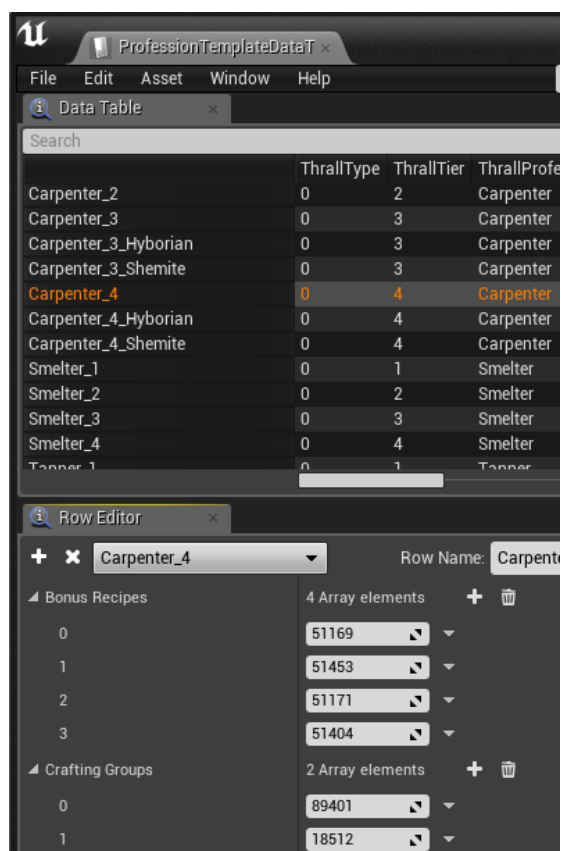 ProfessionTemplateDataT ×
File Edit Asset Window Help
Data Table ×
Search
ThrallType ThrallTier ThrallProfe
Carpenter_2 0 2 Carpenter
Carpenter_3 0 3 Carpenter
Carpenter_3_Hyborian 0 3 Carpenter
Carpenter_3_Shemite 0 3 Carpenter
Carpenter_4 0 4 Carpenter
Carpenter_4_Hyborian 0 4 Carpenter
Carpenter_4_Shemite 0 4 Carpenter
Smelter_1 0 1 Smelter
Smelter_2 0 2 Smelter
Smelter_3 0 3 Smelter
Smelter_4 0 4 Smelter
Tanner_1 0 1 Tanner
Row Editor ×
Carpenter_4 Row Name: Carpente
Bonus Recipes 4 Array elements
0 51169
1 51453
2 51171
3 51404
Crafting Groups 2 Array elements
0 89401
1 18512